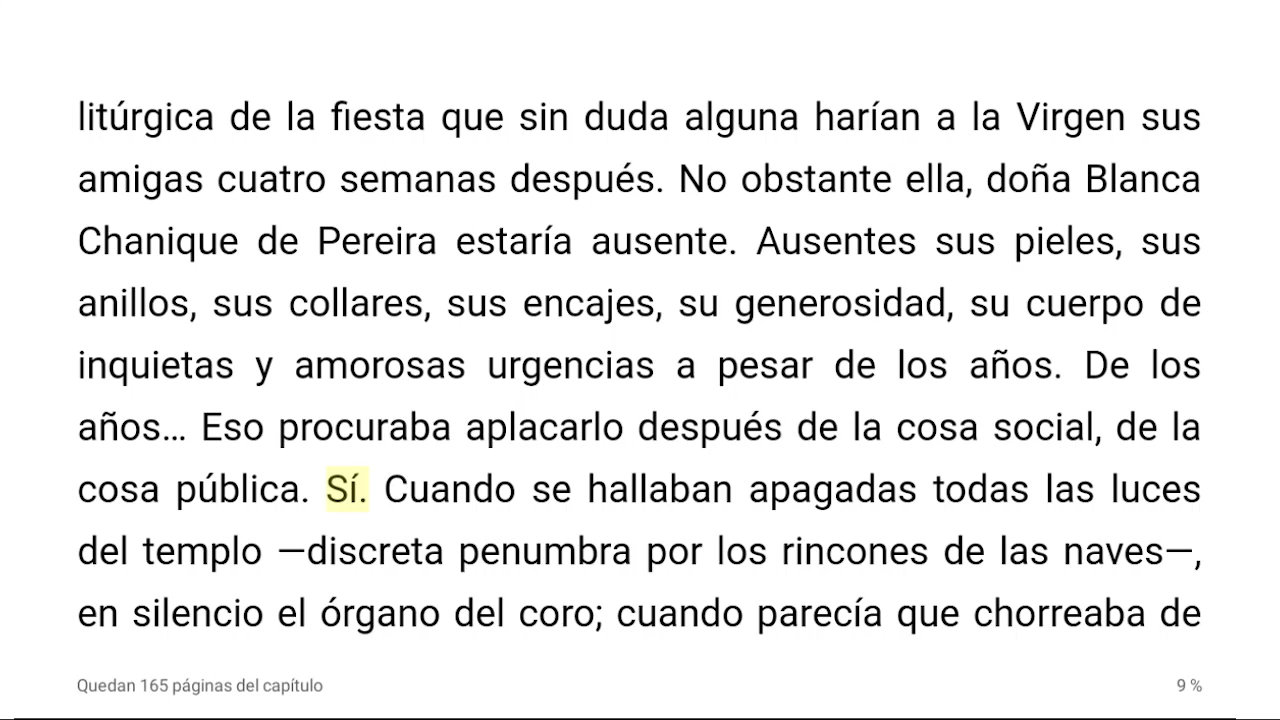 litúrgica de la fiesta que sin duda alguna harían a la Virgen sus
amigas cuatro semanas después. No obstante ella, doña Blanca
Chanique de Pereira estaría ausente. Ausentes sus pieles, sus
anillos, sus collares, sus encajes, su generosidad, su cuerpo de
inquietas y amorosas urgencias a pesar de los años. De los
años… Eso procuraba aplacarlo después de la cosa social, de la
cosa pública. Sí. Cuando se hallaban apagadas todas las luces
del templo —discreta penumbra por los rincones de las naves—,
en silencio el órgano del coro; cuando parecía que chorreaba de
Quedan 165 páginas del capítulo
9 %